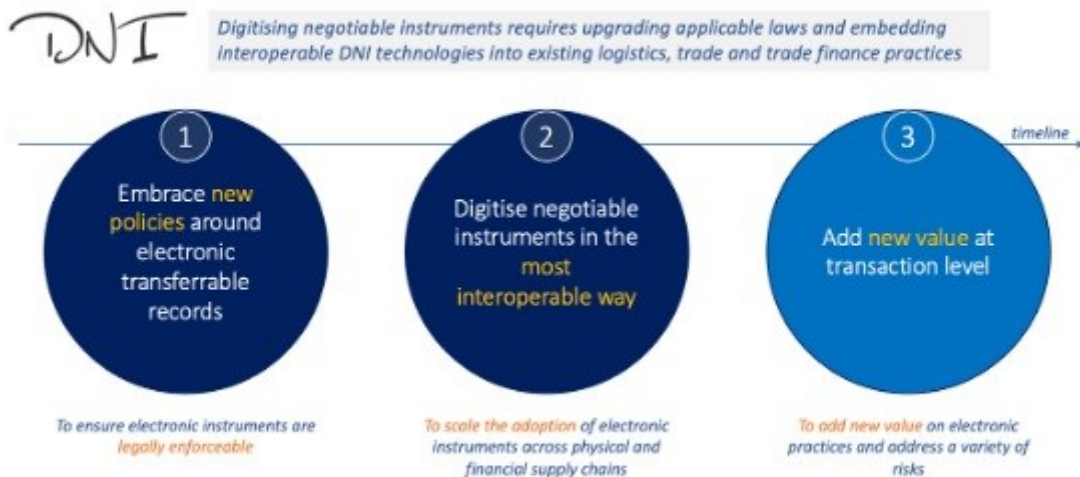 DNI
Digitising negotiable instruments requires upgrading applicable laws and embedding
interoperable DNI technologies into existing logistics, trade and trade finance practices
1
2
3
timeline
Embrace new
policies around
electronic
transferrable
records
Digitise negotiable
instruments in the
most
interoperable way
Add new value at
transaction level
To ensure electronic instruments are
legally enforceable
To scale the adoption of electronic
instruments across physical and
financial supply chains
To add new value on electronic
practices and address a variety of
risks